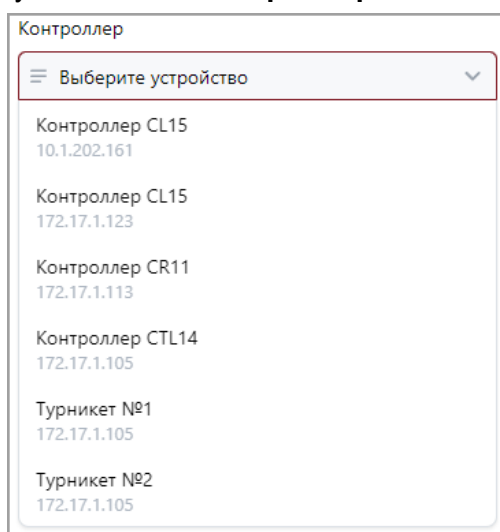 Контроллер
Выберите устройство
Контроллер CL15
10.1.202.161
Контроллер CL15
172.17.1.123
Контроллер CR11
172.17.1.113
Контроллер CTL14
172.17.1.105
Турникет №1
172.17.1.105
Турникет №2
172.17.1.105